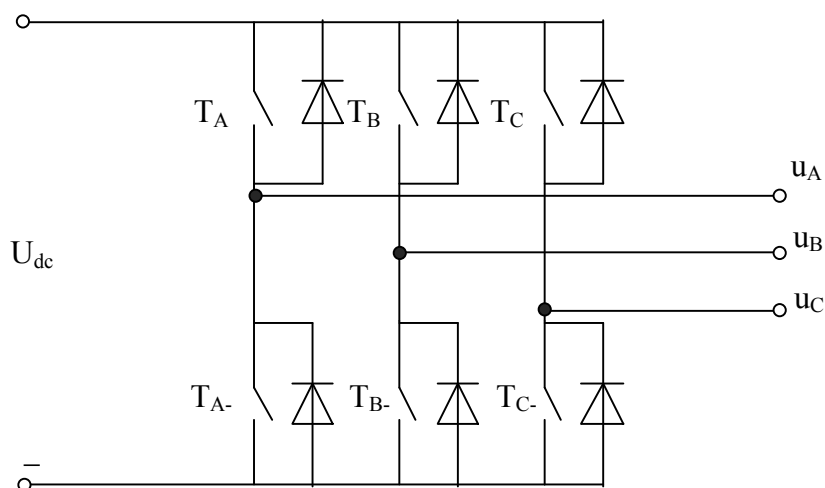 T_A T_B T_C
u_A
u_B
U_dc
u_C
T_A- T_B- T_C-
–